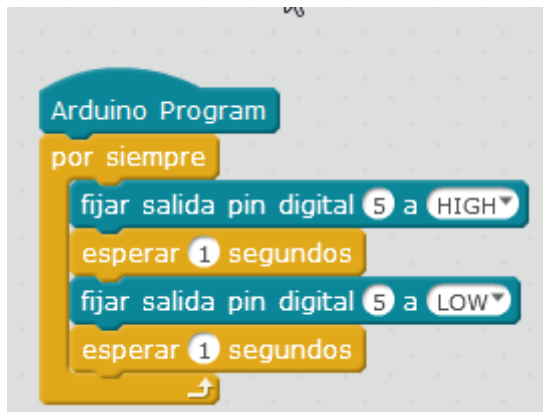 Arduino Program
por siempre
fijar salida pin digital 5 a HIGH
esperar 1 segundos
fijar salida pin digital 5 a LOW
esperar 1 segundos